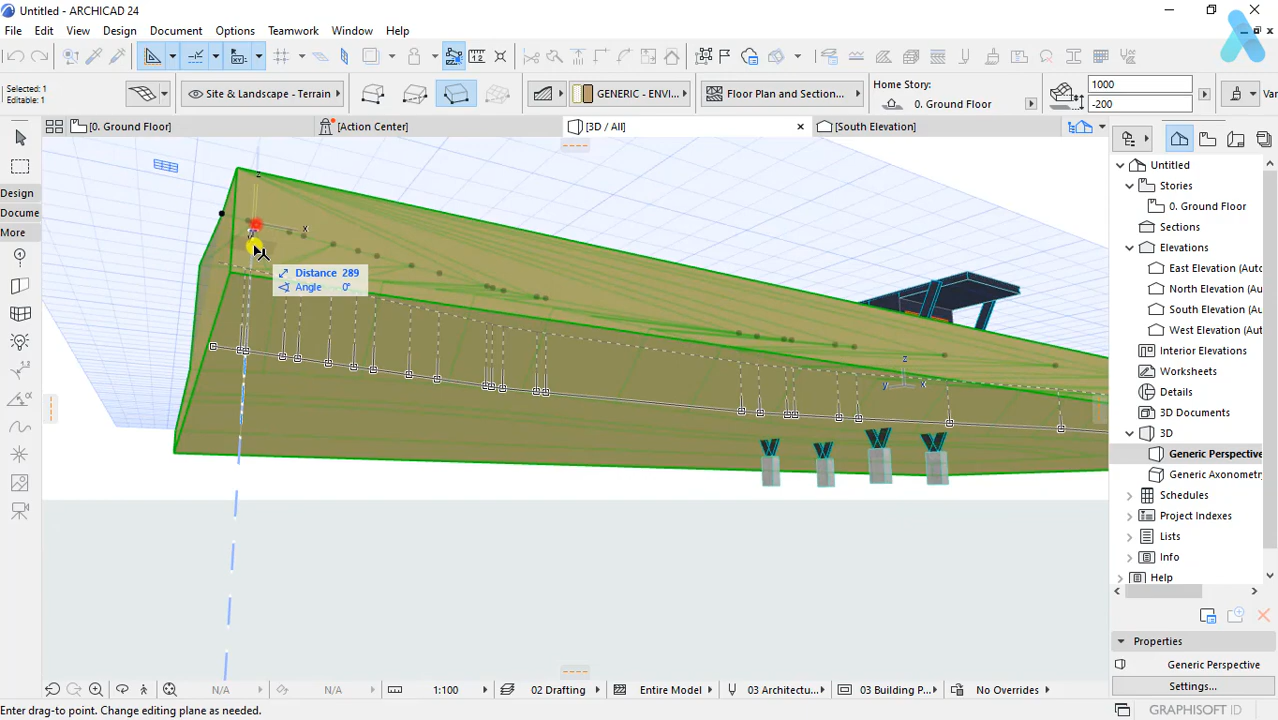 Untitled - ARCHICAD 24
File Edit View Design Document Options Teamwork Window Help
Selected: 1
Editable: 1
Site & Landscape - Terrain
GENERIC - ENVI...
Floor Plan and Section...
Home Story:
0. Ground Floor
1000
-200
Var
[0. Ground Floor]
[Action Center]
[3D / All]
[South Elevation]
Design
Docume
More
z
x
Distance 289
Angle 0°
z
y
x
Untitled
Stories
0. Ground Floor
Sections
Elevations
East Elevation (Auto
North Elevation (Aut
South Elevation (Aut
West Elevation (Aut
Interior Elevations
Worksheets
Details
3D Documents
3D
Generic Perspective
Generic Axonometr
Schedules
Project Indexes
Lists
Info
Help
Properties
Generic Perspective
Settings...
N/A
N/A
1:100
02 Drafting
Entire Model
03 Architectu...
03 Building P...
No Overrides
Enter drag-to point. Change editing plane as needed.
GRAPHISOFT ID